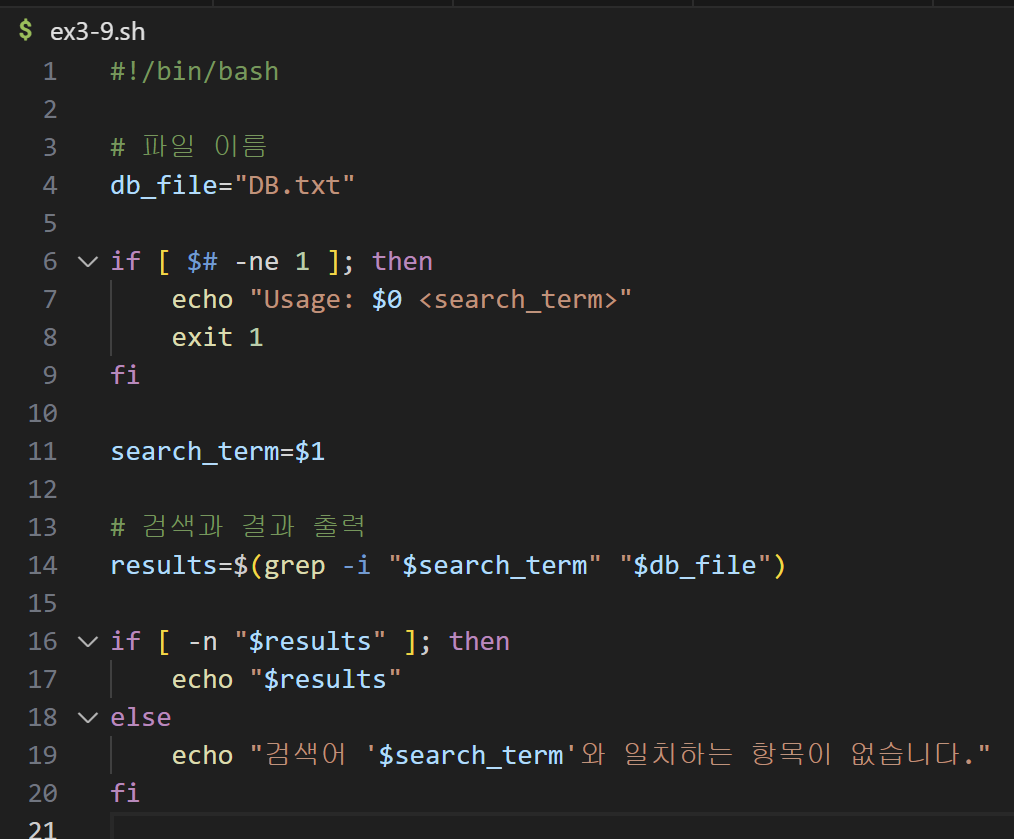 $ ex3-9.sh
1 #!/bin/bash
2
3 # 파일 이름
4 db_file="DB.txt"
5
6 if [ $# -ne 1 ]; then
7     echo "Usage: $0 <search_term>"
8     exit 1
9 fi
10
11 search_term=$1
12
13 # 검색과 결과 출력
14 results=$(grep -i "$search_term" "$db_file")
15
16 if [ -n "$results" ]; then
17     echo "$results"
18 else
19     echo "검색어 '$search_term'와 일치하는 항목이 없습니다."
20 fi
21